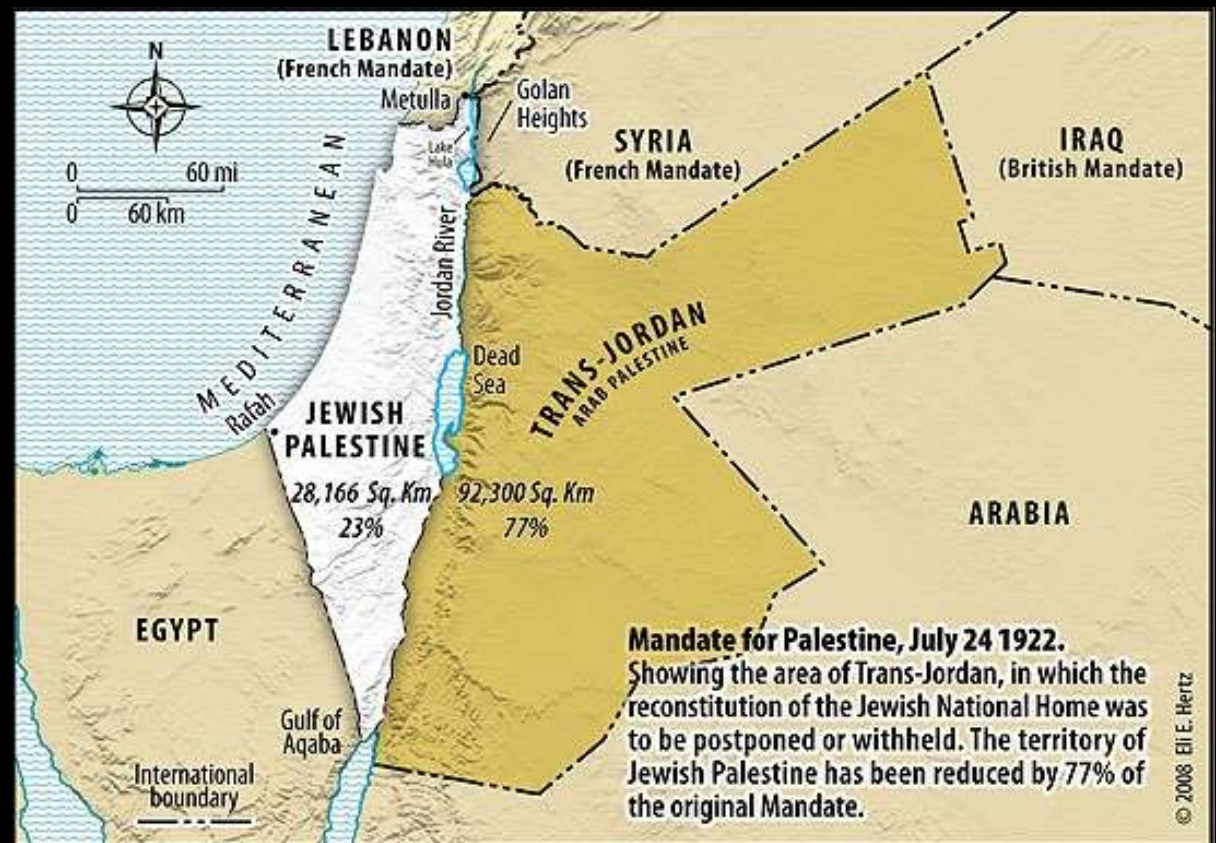 LEBANON
(French Mandate)
N
Metulla
Golan
Heights
Lake
Hula
SYRIA
(French Mandate)
IRAQ
(British Mandate)
0 60 mi
0 60 km
MEDITERRANEAN
Jordan River
TRANS-JORDAN
ARAB PALESTINE
Dead
Sea
Rafah
JEWISH
PALESTINE
28,166 Sq. Km
23%
92,300 Sq. Km
77%
ARABIA
EGYPT
Gulf of
Aqaba
International
boundary
Mandate for Palestine, July 24 1922.
Showing the area of Trans-Jordan, in which the
reconstitution of the Jewish National Home was
to be postponed or withheld. The territory of
Jewish Palestine has been reduced by 77% of
the original Mandate.
© 2008 Eli E. Hertz